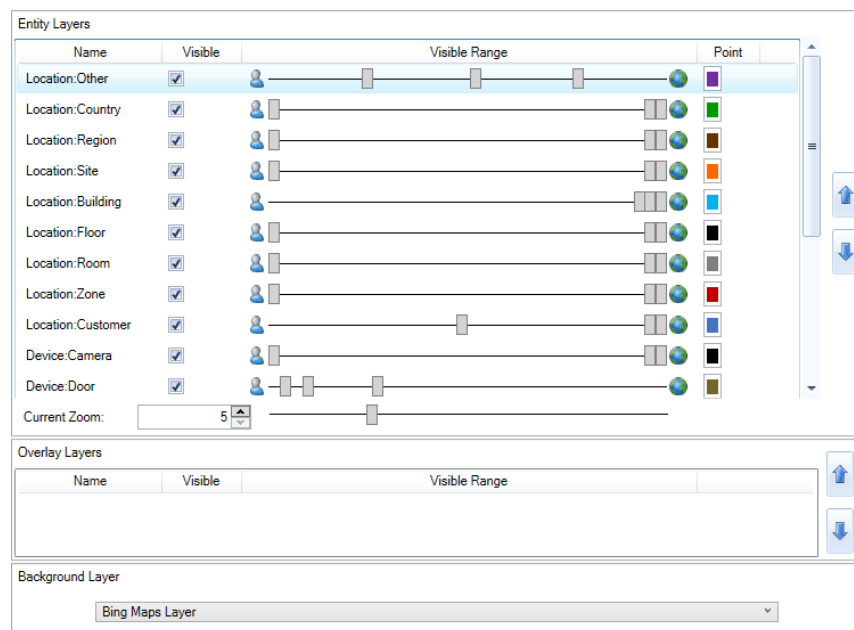 Entity Layers
Name Visible Visible Range Point
Location:Other
Location:Country
Location:Region
Location:Site
Location:Building
Location:Floor
Location:Room
Location:Zone
Location:Customer
Device:Camera
Device:Door
Current Zoom: 5
Overlay Layers
Name Visible Visible Range
Background Layer
Bing Maps Layer